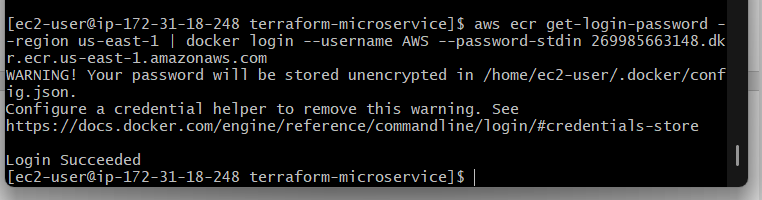 [ec2-user@ip-172-31-18-248 terraform-microservice]$ aws ecr get-login-password -
-region us-east-1 | docker login --username AWS --password-stdin 269985663148.dk
r.ecr.us-east-1.amazonaws.com
WARNING! Your password will be stored unencrypted in /home/ec2-user/.docker/conf
ig.json.
Configure a credential helper to remove this warning. See
https://docs.docker.com/engine/reference/commandline/login/#credentials-store
Login Succeeded
[ec2-user@ip-172-31-18-248 terraform-microservice]$